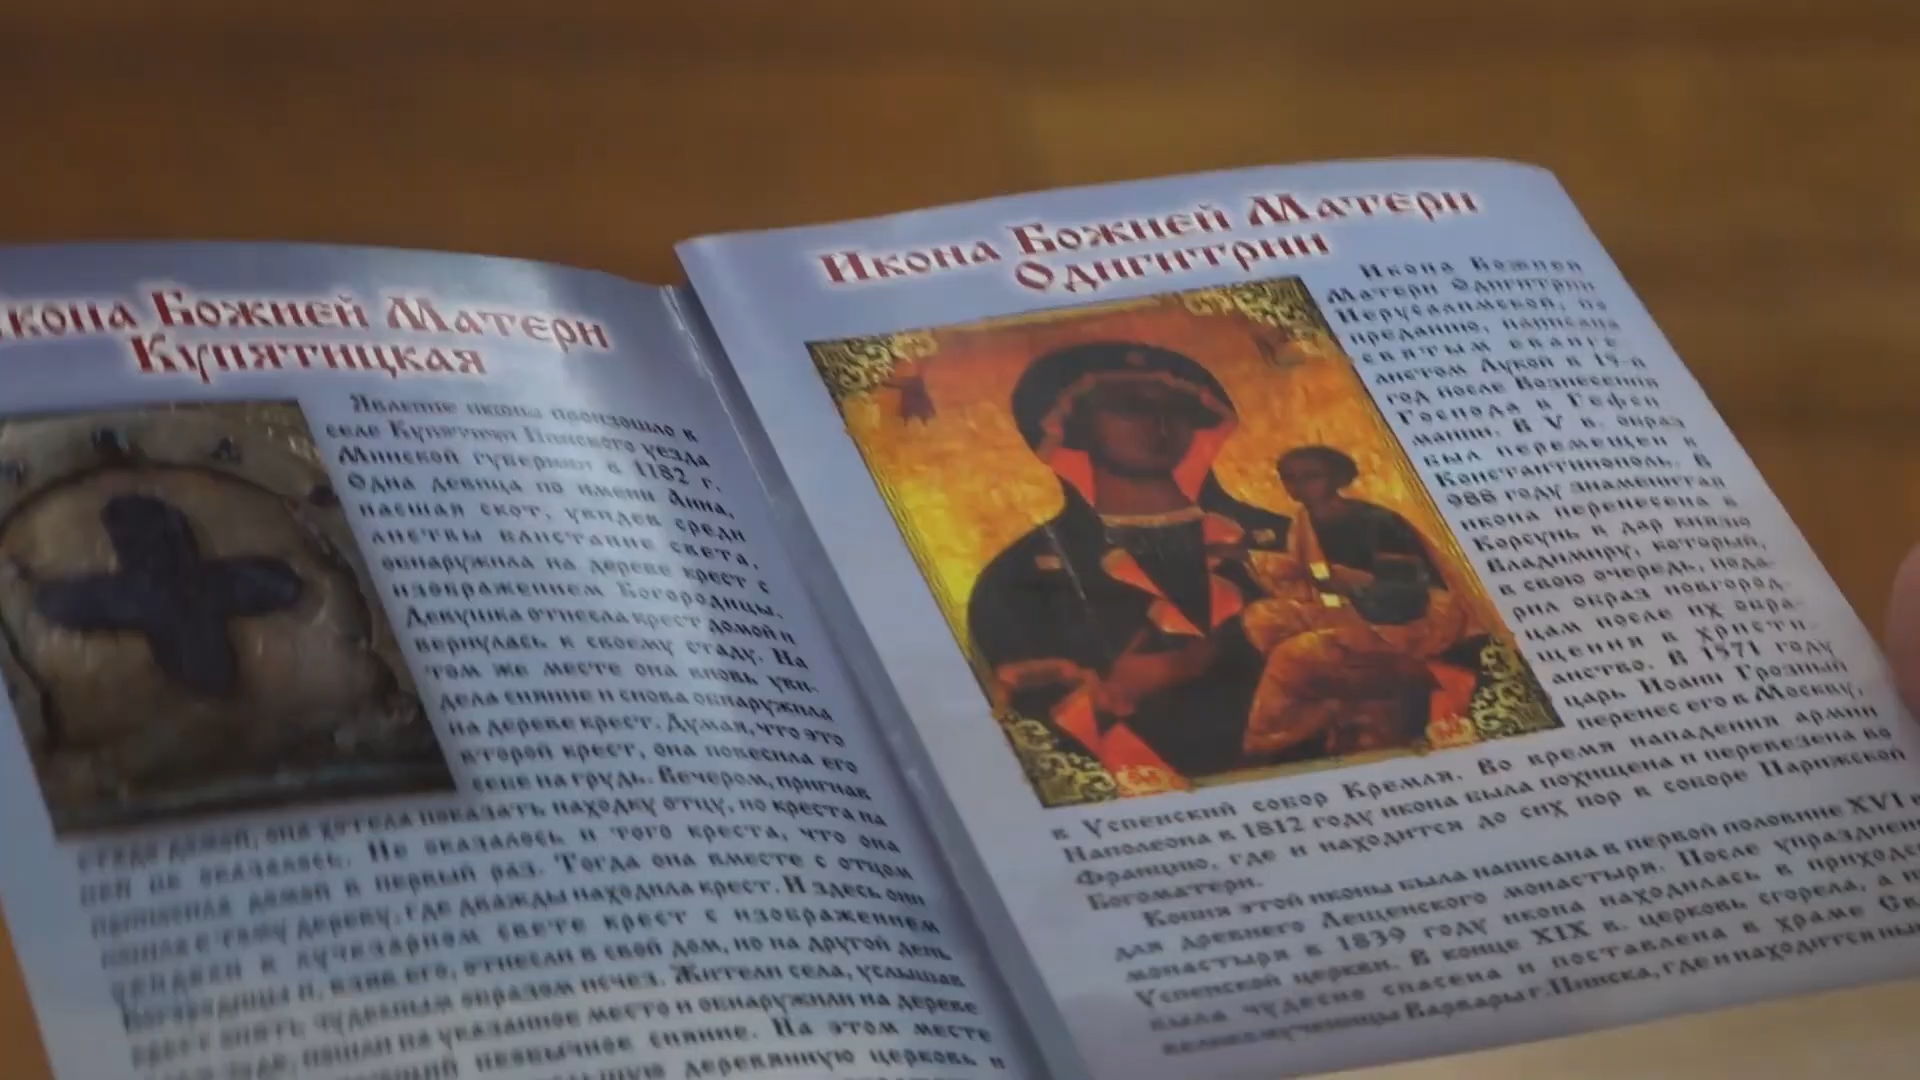 Икона Божией Матери
Купятицкая
Явление иконы произошло в
селе Купятичи Пинского уезда
Минской губернии в 1182 г.
Одна девица по имени Анна,
пасшая скот, увидев среди
листвы блистание света,
обнаружила на дереве крест с
изображением Богородицы.
Девушка отнесла крест домой и
вернулась к своему стаду. На
том же месте она вновь уви-
дела сияние и снова обнаружила
на дереве крест. Думая, что это
второй крест, она повесила его
себе на грудь. Вечером, пригнав
стадо домой, она хотела показать находку отцу, но креста на
ней не оказалось. Не оказалось и того креста, что она
принесла домой в первый раз. Тогда она вместе с отцом
пошла к тому дереву, где дважды находила крест. И здесь они
увидели в лучезарном свете крест с изображением
Богородицы и, взяв его, отнесли в свой дом, но на другой день
крест опять чудесным образом исчез. Жители села, услышав
пошли на указанное место и обнаружили на дереве
необычное сияние. На этом месте
деревянную церковь и
Икона Божией Матери
Одигитрии
Икона Божией
Матери Одигитрии
Иерусалимской, по
преданию, написана
святым еванге-
листом Лукой в 15-й
год после Вознесения
Господа в Гефси-
мании. В V в. образ
был перемещен в
Константинополь. В
988 году знаменитая
икона перенесена в
Корсунь в дар князю
Владимиру, который,
в свою очередь, пода-
рил образ новгород-
цам после их обра-
щения в христи-
анство. В 1571 году
царь Иоанн Грозный
перенес его в Москву,
в Успенский собор Кремля. Во время нападения армии
Наполеона в 1812 году икона была похищена и перевезена во
Францию, где и находится до сих пор в соборе Парижской
Богоматери.
Копия этой иконы была написана в первой половине XVI в
для древнего Лещенского монастыря. После упразднения
монастыря в 1839 году икона находилась в приходск
Успенской церкви. В конце XIX в. церковь сгорела, а и
была чудесно спасена и поставлена в храме Св
великомученицы Варвары г. Пинска, где и находится ны